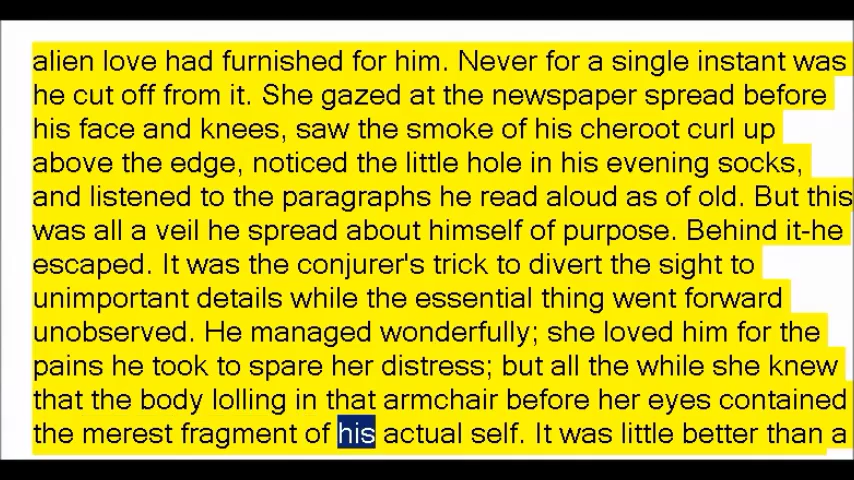 alien love had furnished for him. Never for a single instant was
he cut off from it. She gazed at the newspaper spread before
his face and knees, saw the smoke of his cheroot curl up
above the edge, noticed the little hole in his evening socks,
and listened to the paragraphs he read aloud as of old. But this
was all a veil he spread about himself of purpose. Behind it-he
escaped. It was the conjurer's trick to divert the sight to
unimportant details while the essential thing went forward
unobserved. He managed wonderfully; she loved him for the
pains he took to spare her distress; but all the while she knew
that the body lolling in that armchair before her eyes contained
the merest fragment of his actual self. It was little better than a